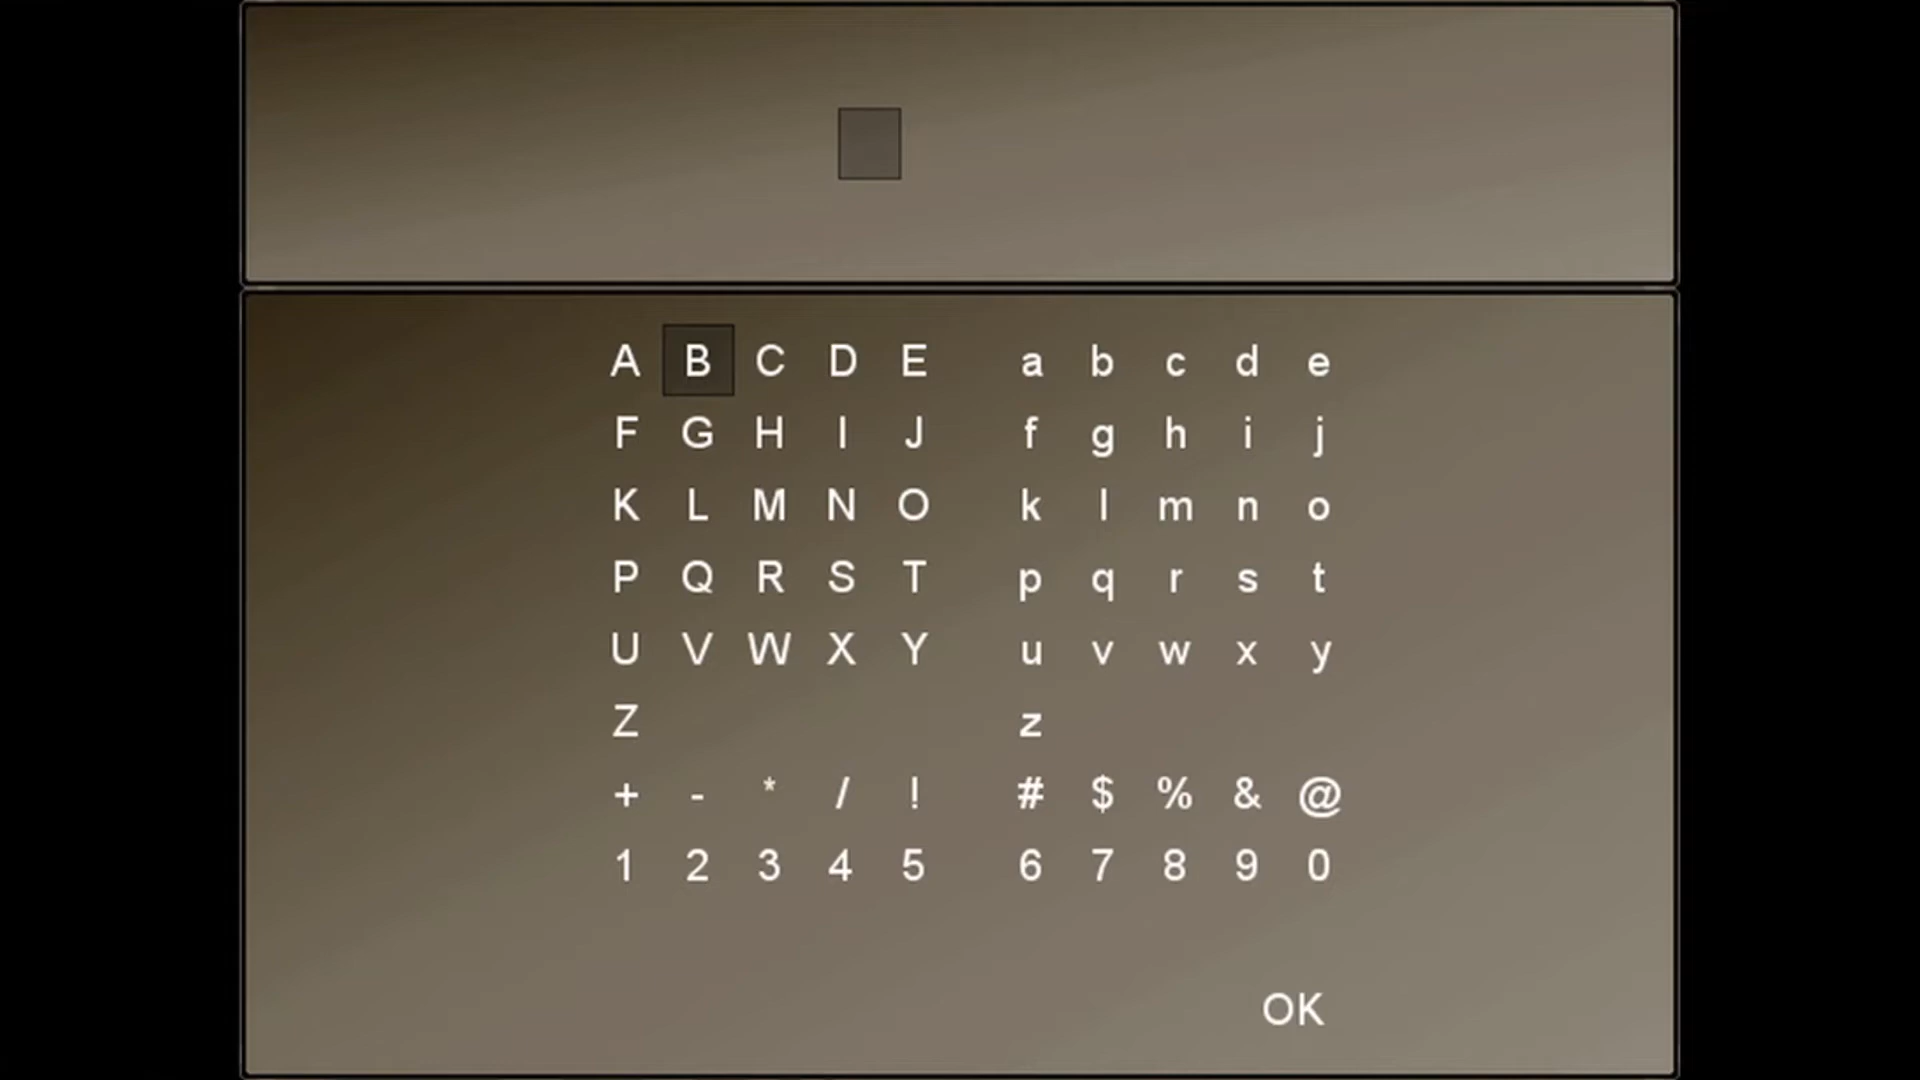 A B C D E a b c d e
F G H I J f g h i j
K L M N O k l m n o
P Q R S T p q r s t
U V W X Y u v w x y
Z z
+ - * / ! # $ % & @
1 2 3 4 5 6 7 8 9 0
OK